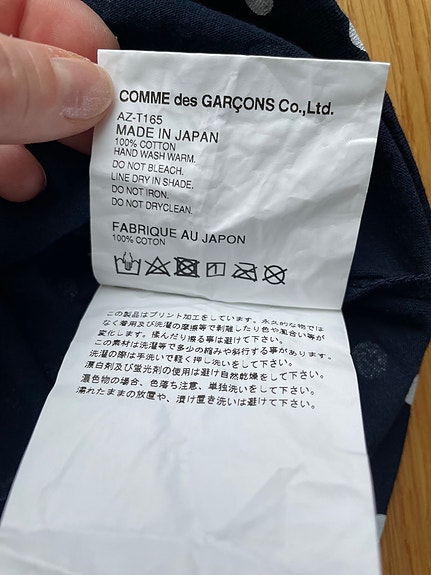 COMME des GARÇONS Co.,Ltd.
AZ-T165
MADE IN JAPAN
100% COTTON
HAND WASH WARM.
DO NOT BLEACH.
LINE DRY IN SHADE.
DO NOT IRON.
DO NOT DRYCLEAN.
FABRIQUE AU JAPON
100% COTON
この製品はプリント加工をしています。永久的な物では
なく着用及び洗濯の摩擦等で剥離したり色や風合い等が
変化します。揉んだり擦る事は避けて下さい。
この素材は洗濯等で多少の縮みや斜行する事があります。
洗濯の際は手洗いで軽く押し洗いをして下さい。
漂白剤及び蛍光剤の使用は避け自然乾燥をして下さい。
濃色物の場合、色落ち注意、単独洗いをして下さい。
濡れたままの放置や、漬け置き洗いは避けて下さい。